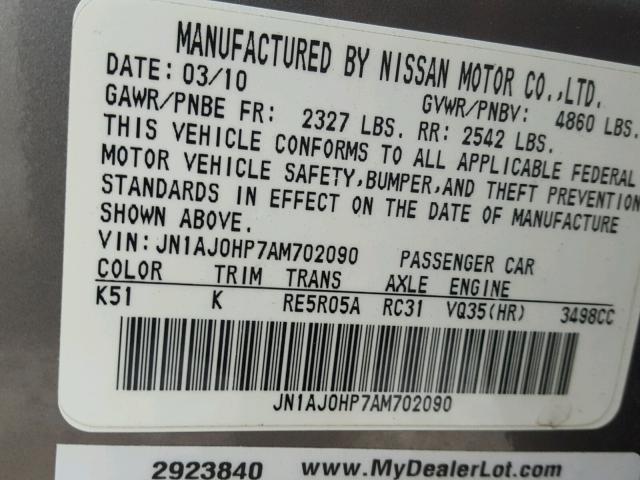 MANUFACTURED BY NISSAN MOTOR CO.,LTD.
DATE: 03/10
GAWR/PNBE FR: 2327 LBS. RR: 2542 LBS. GVWR/PNBV: 4860 LBS.
THIS VEHICLE CONFORMS TO ALL APPLICABLE FEDERAL
MOTOR VEHICLE SAFETY,BUMPER,AND THEFT PREVENTION
STANDARDS IN EFFECT ON THE DATE OF MANUFACTURE
SHOWN ABOVE.
VIN: JN1AJ0HP7AM702090 PASSENGER CAR
COLOR TRIM TRANS AXLE ENGINE
K51 K RE5R05A RC31 VQ35(HR) 3498CC
JN1AJ0HP7AM702090
2923840 www.MyDealerLot.com